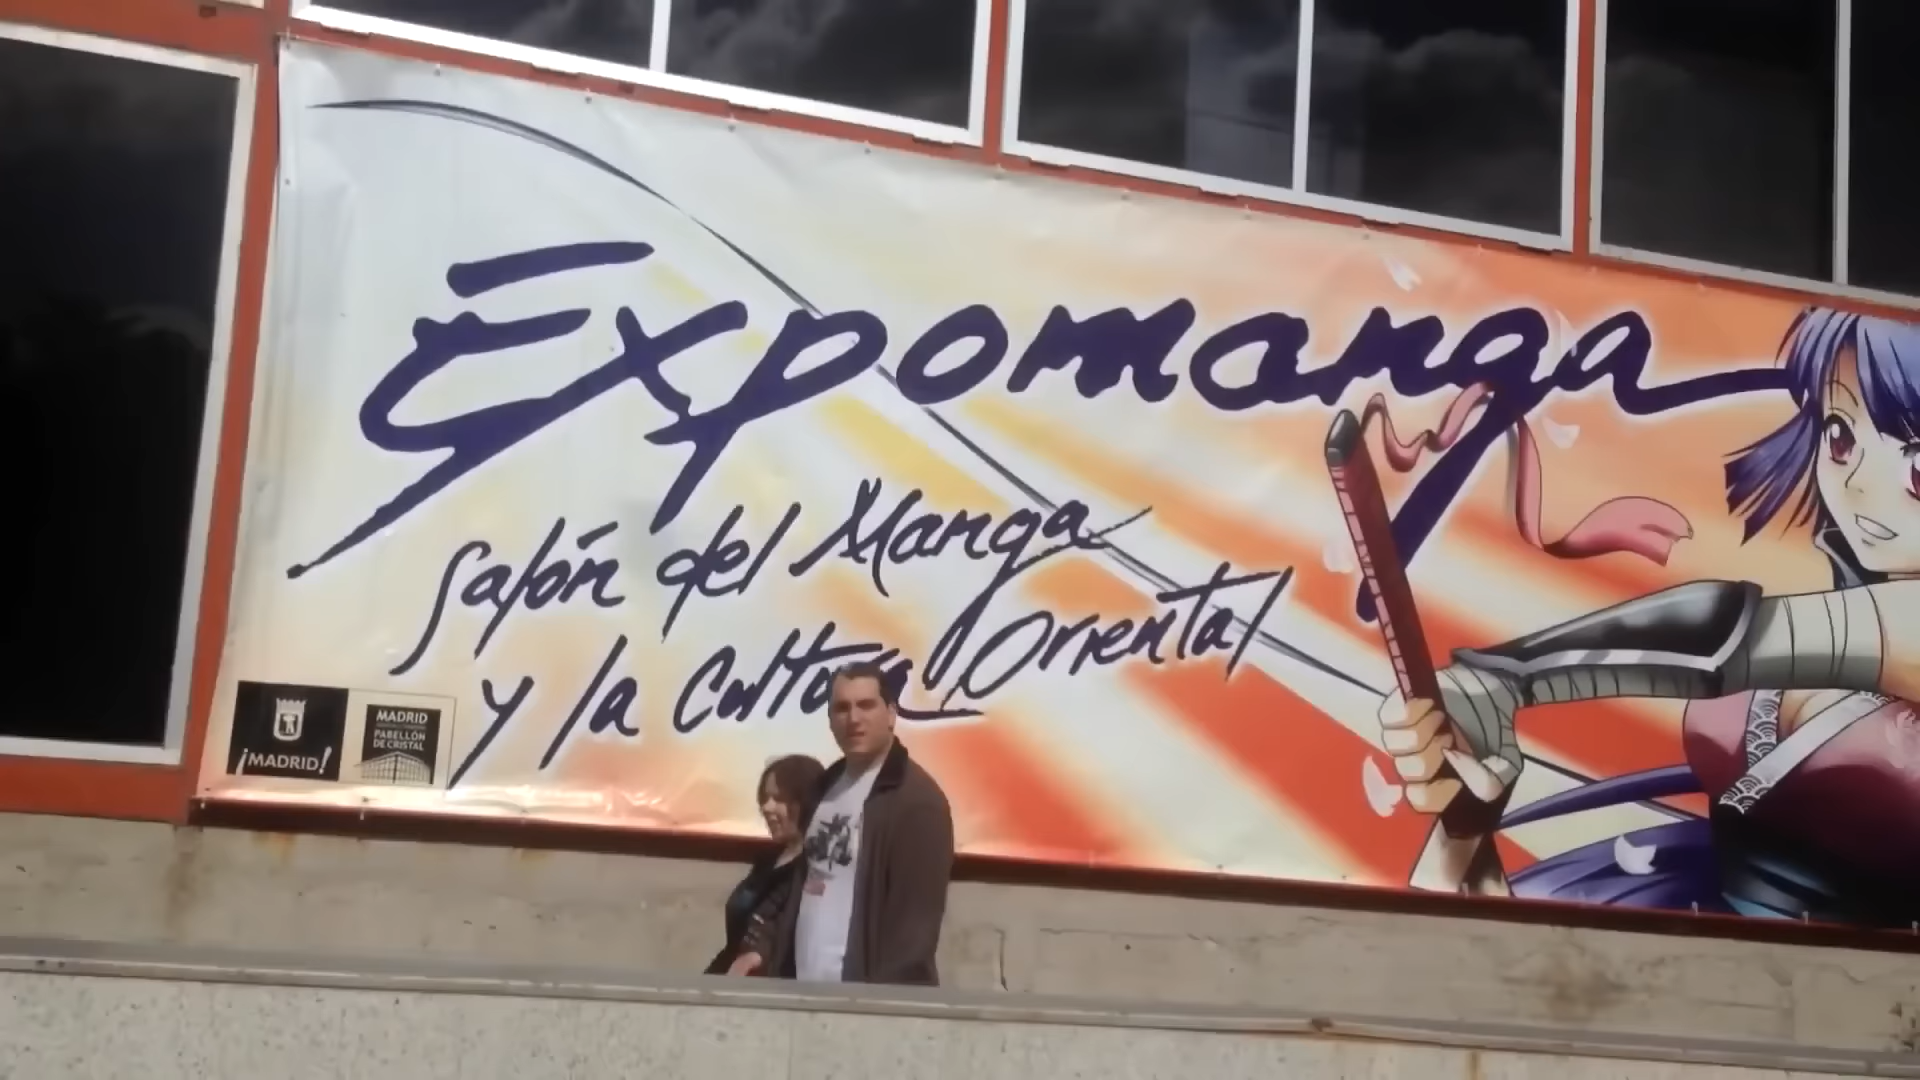 Expomanga
Salón del Manga
y la Cultura Oriental
¡MADRID!
MADRID
PABELLÓN
DE CRISTAL